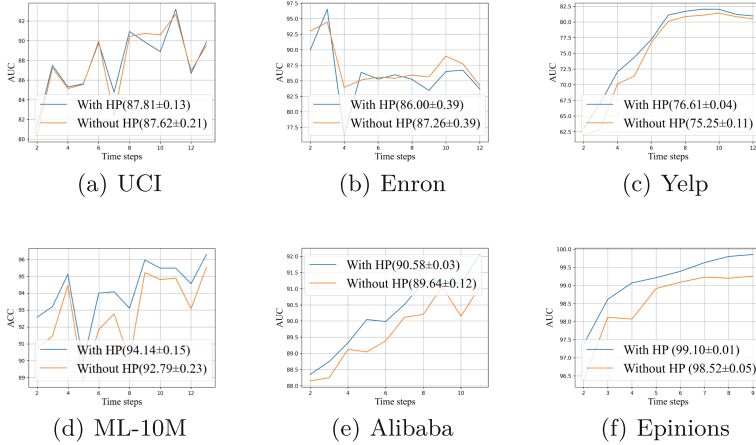 AUC
90
88
86
84
82
80
With HP(87.81±0.13)
Without HP(87.62±0.21)
2
4
6
8
10
12
Time steps
(a) UCI
AUC
97.5
95.0
92.5
90.0
87.5
85.0
82.5
80.0
77.5
With HP(86.00±0.39)
Without HP(87.26±0.39)
2
4
6
8
10
12
Time steps
(b) Enron
AUC
82.5
80.0
77.5
75.0
72.5
70.0
67.5
65.0
62.5
With HP(76.61±0.04)
Without HP(75.25±0.11)
2
4
6
8
10
12
Time steps
(c) Yelp
ACC
96
95
94
93
92
91
90
89
With HP(94.14±0.15)
Without HP(92.79±0.23)
2
4
6
8
10
12
Time steps
(d) ML-10M
AUC
92.0
91.5
91.0
90.5
90.0
89.5
89.0
88.5
88.0
With HP(90.58±0.03)
Without HP(89.64±0.12)
2
4
6
8
10
Time steps
(e) Alibaba
AUC
100.0
99.5
99.0
98.5
98.0
97.5
97.0
96.5
With HP (99.10±0.01)
Without HP (98.52±0.05)
2
3
4
5
6
7
8
9
Time steps
(f) Epinions